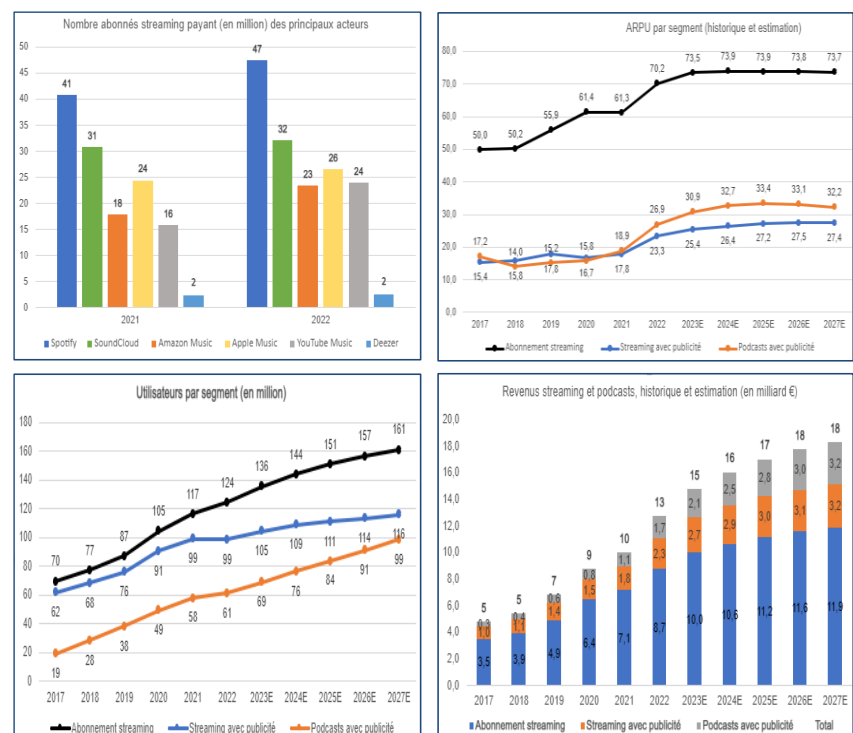 Nombre abonnés streaming payant (en million) des principaux acteurs
50
45
40
35
30
25
20
15
10
5
0
41
31
18
24
16
2
47
32
23
26
24
2
2021
2022
Spotify SoundCloud Amazon Music Apple Music YouTube Music Deezer
ARPU par segment (historique et estimation)
80,0
70,0
60,0
50,0
40,0
30,0
20,0
10,0
0,0
50,0 50,2 55,9 61,4 61,3 70,2 73,5 73,9 73,9 73,8 73,7
17,2 14,0 15,2 15,8 18,9 26,9 30,9 32,7 33,4 33,1 32,2
15,4 15,8 17,8 16,7 17,8 23,3 25,4 26,4 27,2 27,5 27,4
2017 2018 2019 2020 2021 2022 2023E 2024E 2025E 2026E 2027E
Abonnement streaming Streaming avec publicité Podcasts avec publicité
Utilisateurs par segment (en million)
180
160
140
120
100
80
60
40
20
0
70 77 87 105 117 124 136 144 151 157 161
62 68 76 91 99 99 105 109 111 114 116
19 28 38 49 58 61 69 76 84 91 99
2017 2018 2019 2020 2021 2022 2023E 2024E 2025E 2026E 2027E
Abonnement streaming Streaming avec publicité Podcasts avec publicité
Revenus streaming et podcasts, historique et estimation (en milliard €)
20,0
18,0
16,0
14,0
12,0
10,0
8,0
6,0
4,0
2,0
0,0
5 5 7 9 10 13 15 16 17 18 18
0,3 0,4 0,6 0,8 1,1 1,7 2,1 2,5 2,8 3,0 3,2
1,0 1,1 1,4 1,5 1,8 2,3 2,7 2,9 3,0 3,1 3,2
3,5 3,9 4,9 6,4 7,1 8,7 10,0 10,6 11,2 11,6 11,9
2017 2018 2019 2020 2021 2022 2023E 2024E 2025E 2026E 2027E
Abonnement streaming Streaming avec publicité Podcasts avec publicité Total